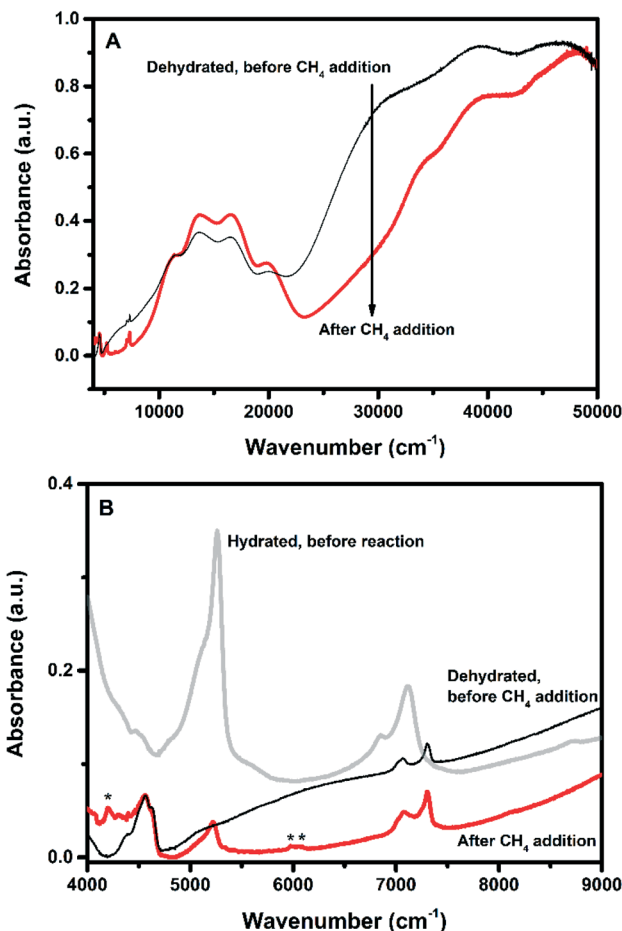 A
Dehydrated, before CH₄ addition
After CH₄ addition
Absorbance (a.u.)
1.0
0.8
0.6
0.4
0.2
0.0
10000 20000 30000 40000 50000
Wavenumber (cm⁻¹)
B
Hydrated, before reaction
Dehydrated,
before CH₄ addition
*
* *
After CH₄ addition
Absorbance (a.u.)
0.4
0.2
0.0
4000 5000 6000 7000 8000 9000
Wavenumber (cm⁻¹)